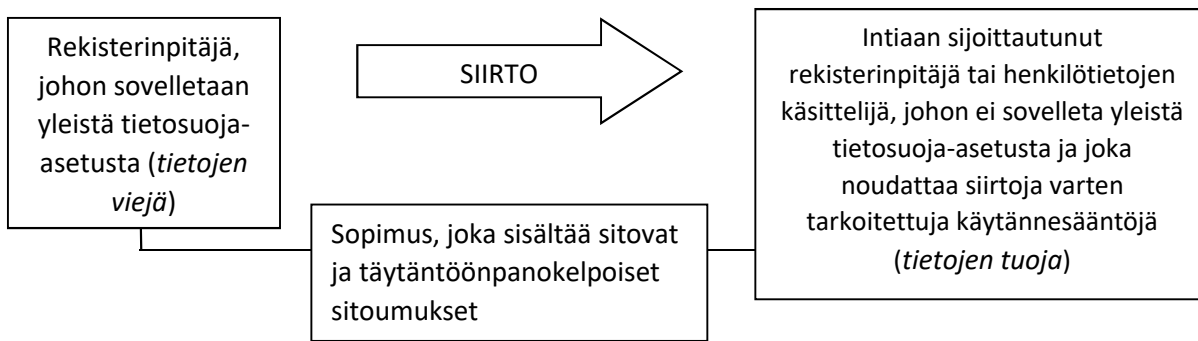 Rekisterinpitäjä,
johon sovelletaan
yleistä tietosuoja-
asetusta (tietojen
viejä)
SIIRTO
Intiaan sijoittautunut
rekisterinpitäjä tai henkilötietojen
käsittelijä, johon ei sovelleta yleistä
tietosuoja-asetusta ja joka
noudattaa siirtoja varten
tarkoitettuja käytännesääntöjä
(tietojen tuoja)
Sopimus, joka sisältää sitovat
ja täytäntöönpanokelpoiset
sitoumukset